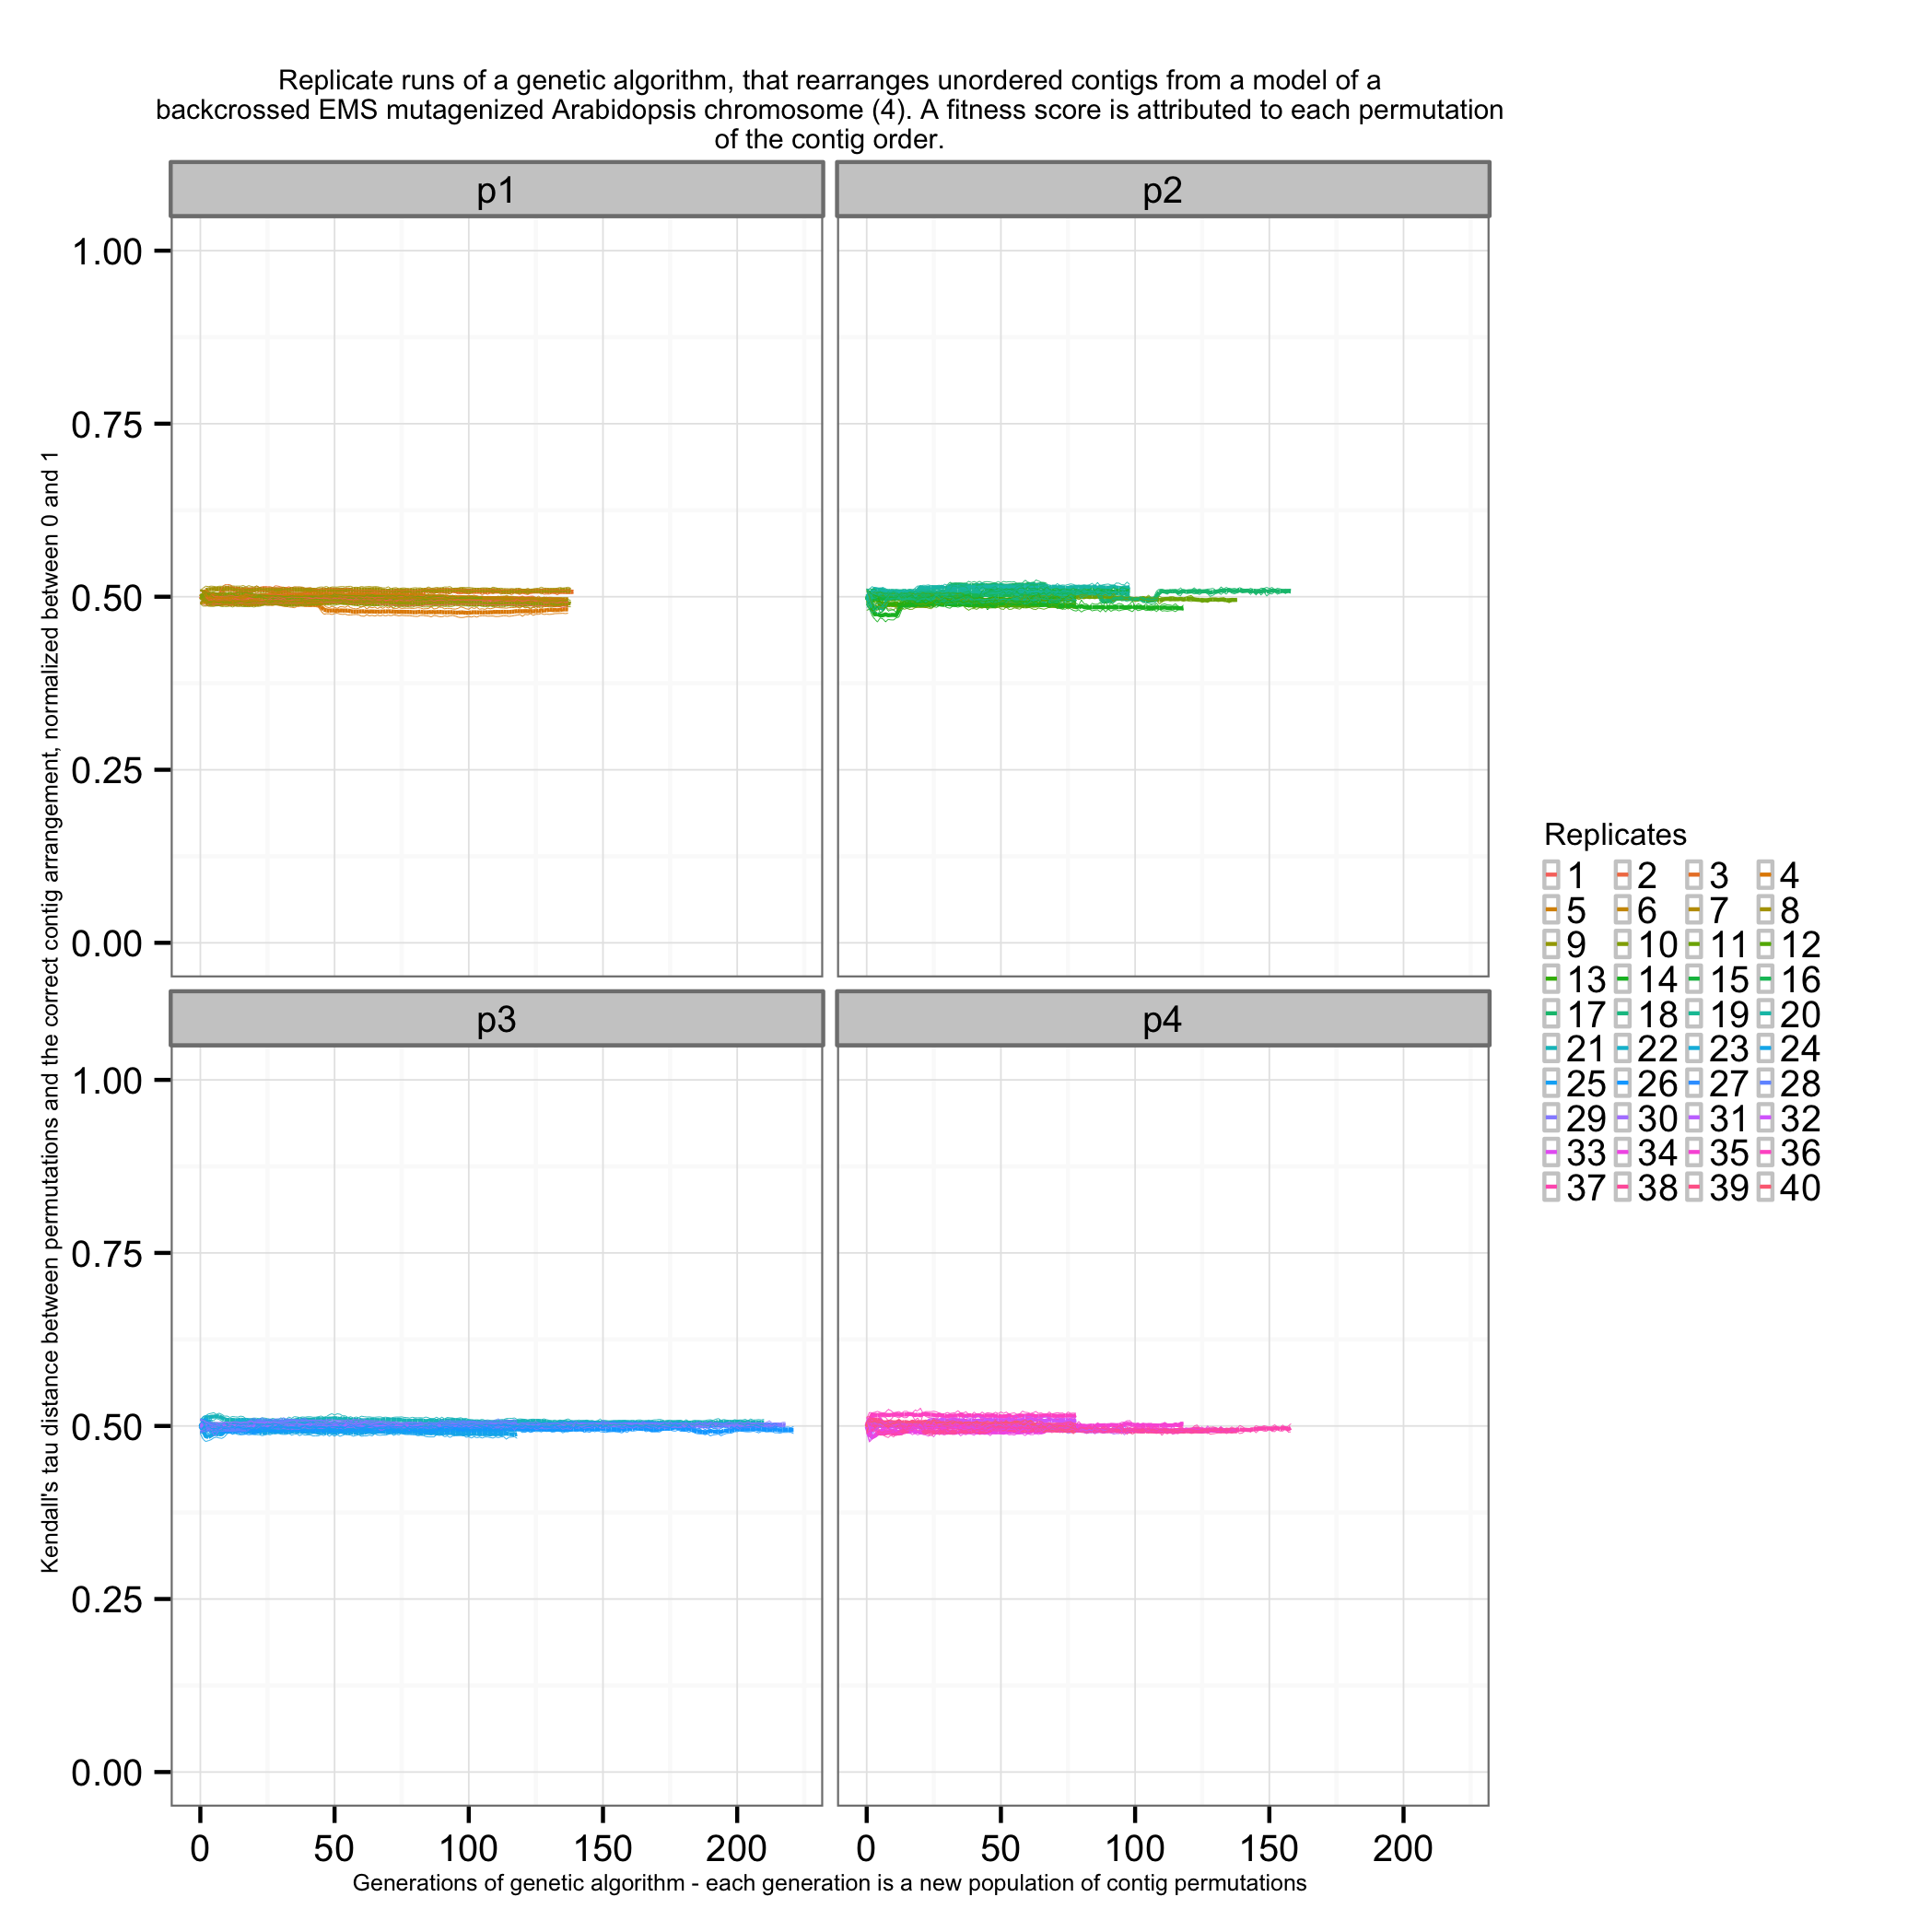 Replicate runs of a genetic algorithm, that rearranges unordered contigs from a model of a
backcrossed EMS mutagenized Arabidopsis chromosome (4). A fitness score is attributed to each permutation
of the contig order.
p1
p2
1.00
0.75
0.50
0.25
0.00
p3
p4
1.00
0.75
0.50
0.25
0.00
0 50 100 150 200
0 50 100 150 200
Generations of genetic algorithm - each generation is a new population of contig permutations
Kendall's tau distance between permutations and the correct contig arrangement, normalized between 0 and 1
Replicates
1 2 3 4
5 6 7 8
9 10 11 12
13 14 15 16
17 18 19 20
21 22 23 24
25 26 27 28
29 30 31 32
33 34 35 36
37 38 39 40